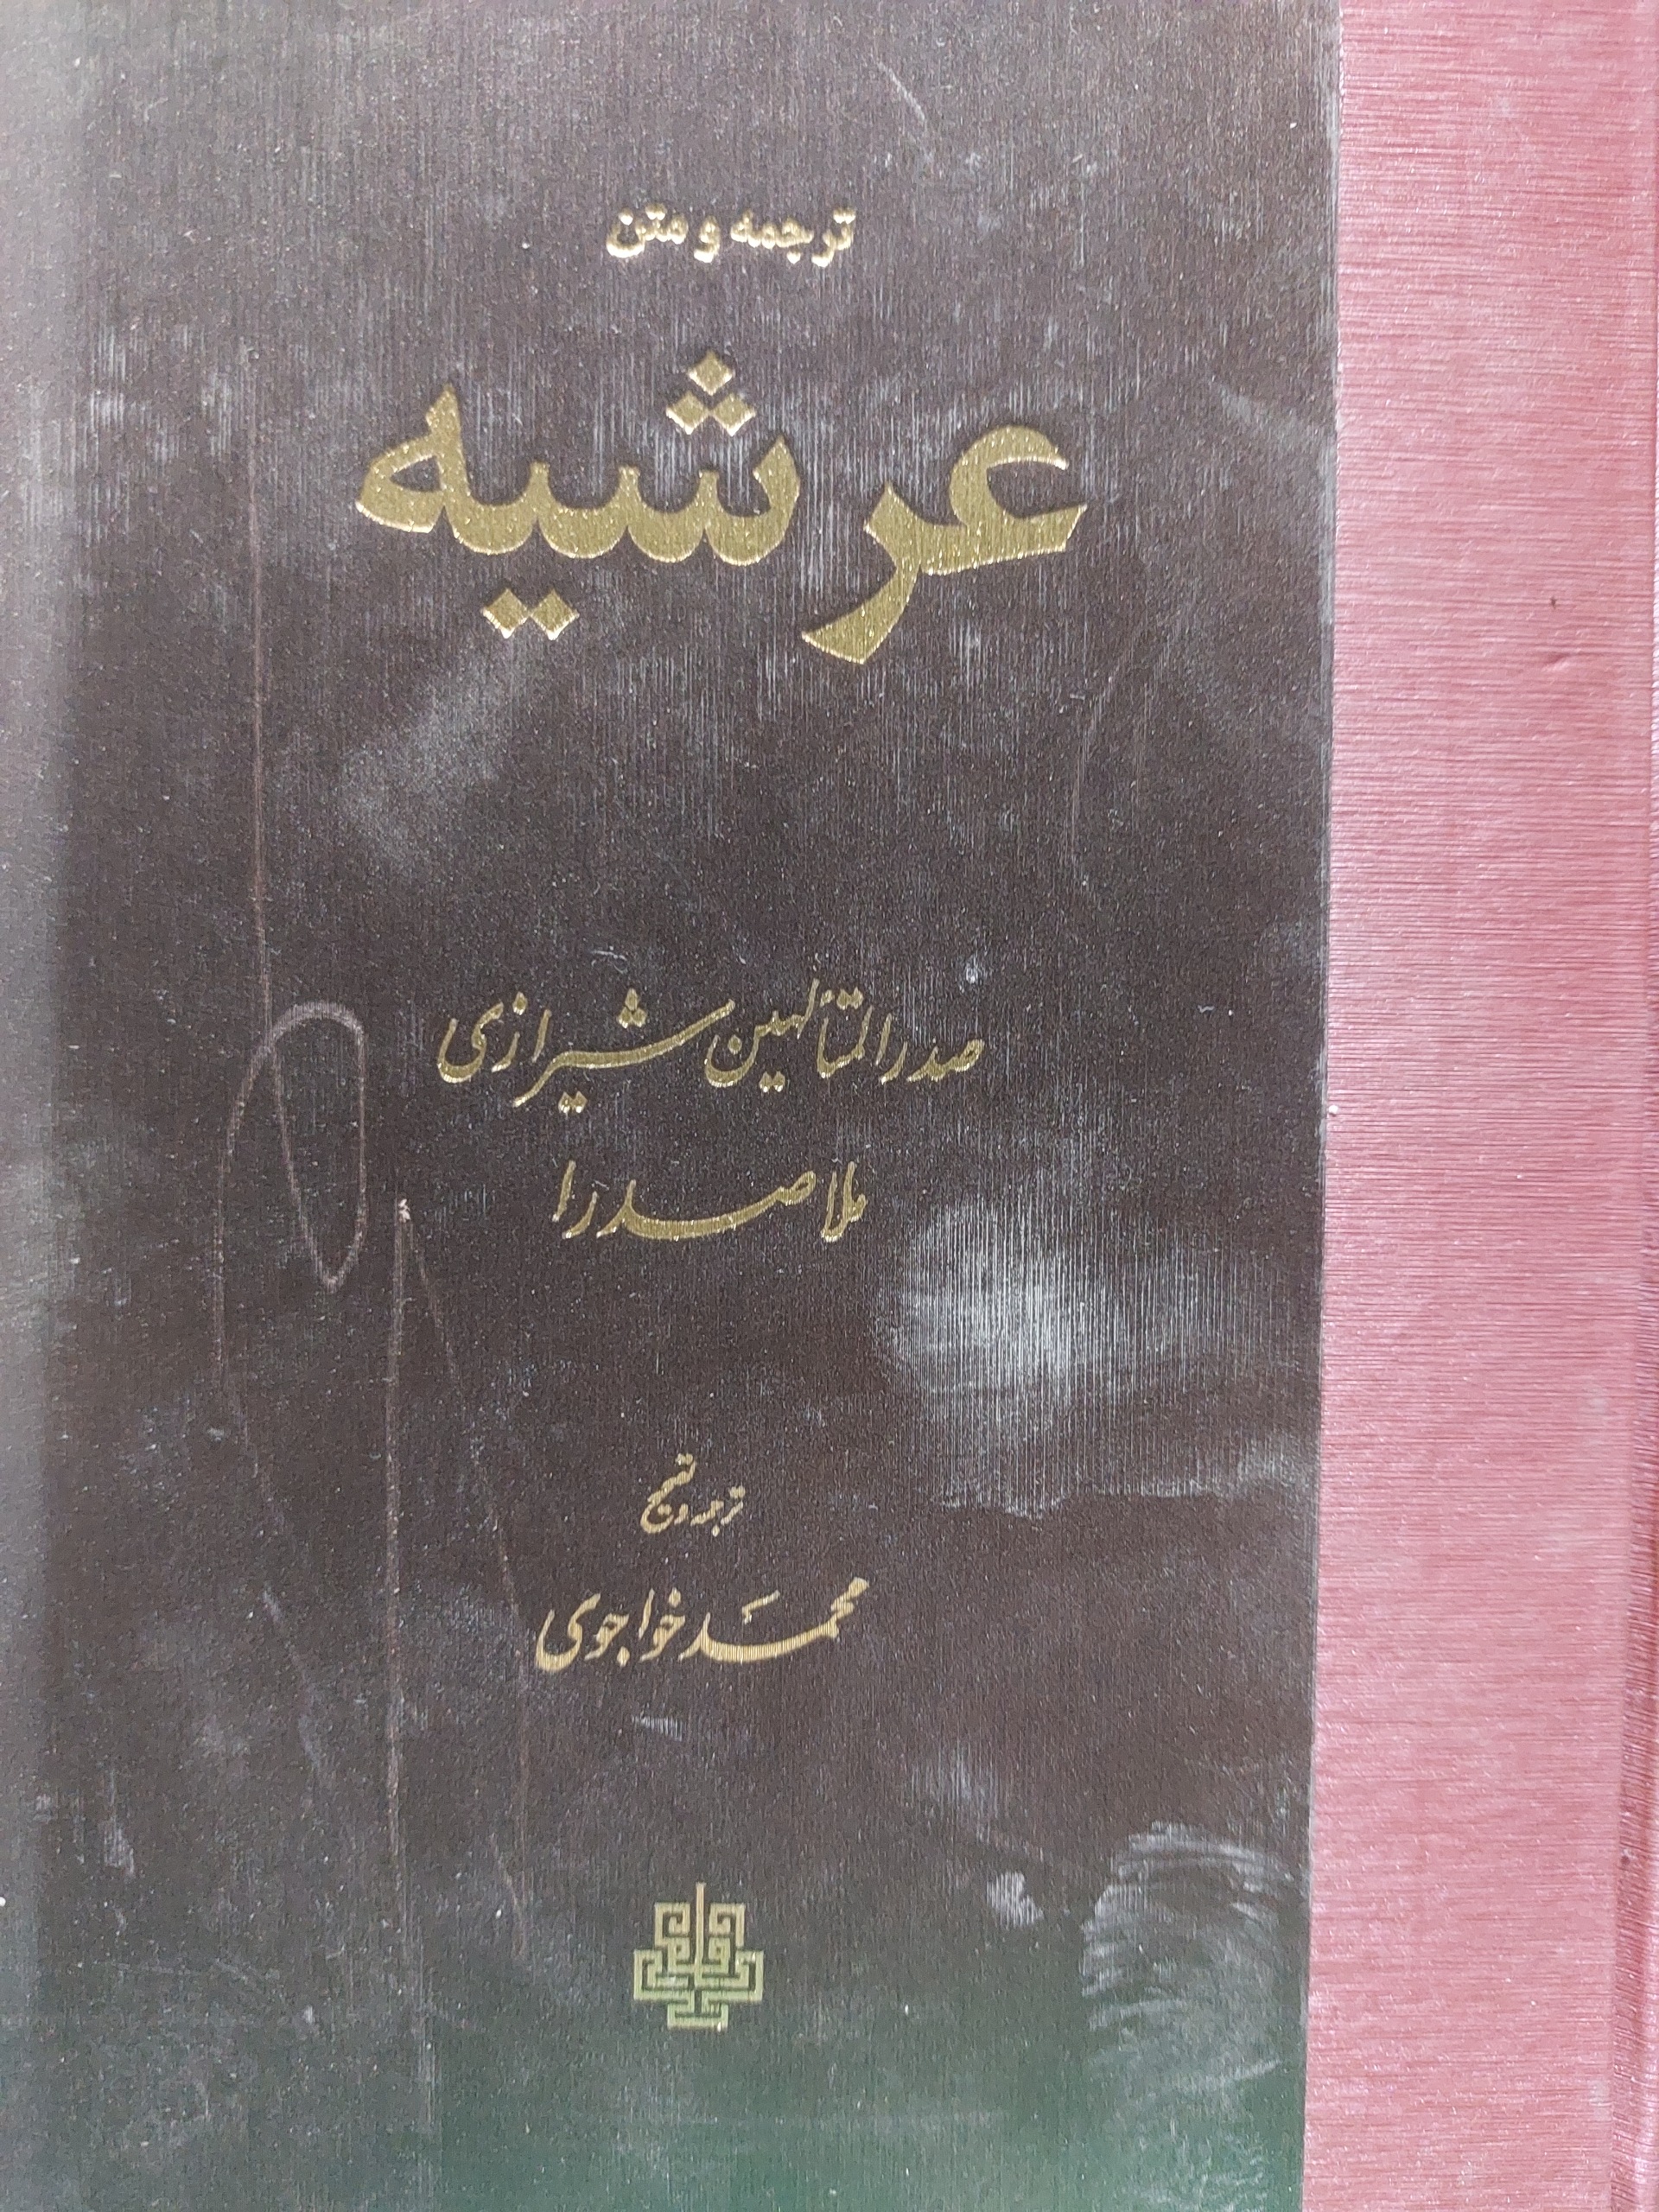 ترجمه و متن
عرشیه
صدرالمتألهین شیرازی
ملاصدرا
ترجمه و تصحیح
محمد خواجوی